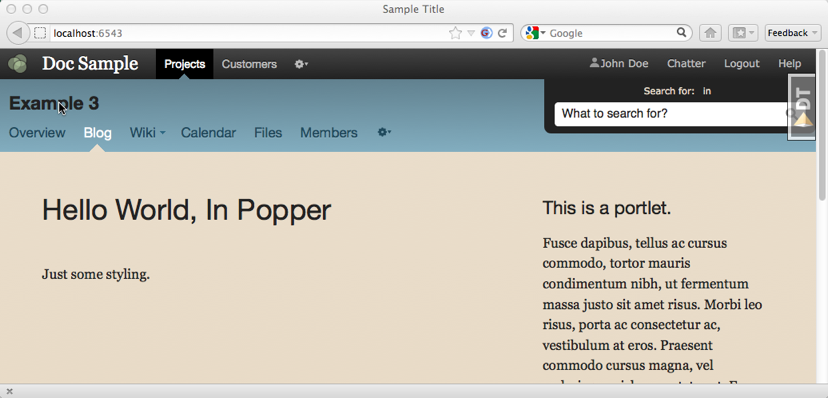 Sample Title
localhost:6543
Google
Feedback
Doc Sample
Projects
Customers
John Doe
Chatter
Logout
Help
Example 3
Search for: in
What to search for?
DT
Overview
Blog
Wiki
Calendar
Files
Members
Hello World, In Popper
This is a portlet.
Just some styling.
Fusce dapibus, tellus ac cursus
commodo, tortor mauris
condimentum nibh, ut fermentum
massa justo sit amet risus. Morbi leo
risus, porta ac consectetur ac,
vestibulum at eros. Praesent
commodo cursus magna, vel